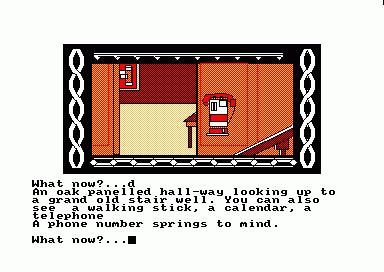 What now?...d
An oak panelled hall-way looking up to
a grand old stair well. You can also
see  a walking stick, a calendar, a
telephone
A phone number springs to mind.
What now?...